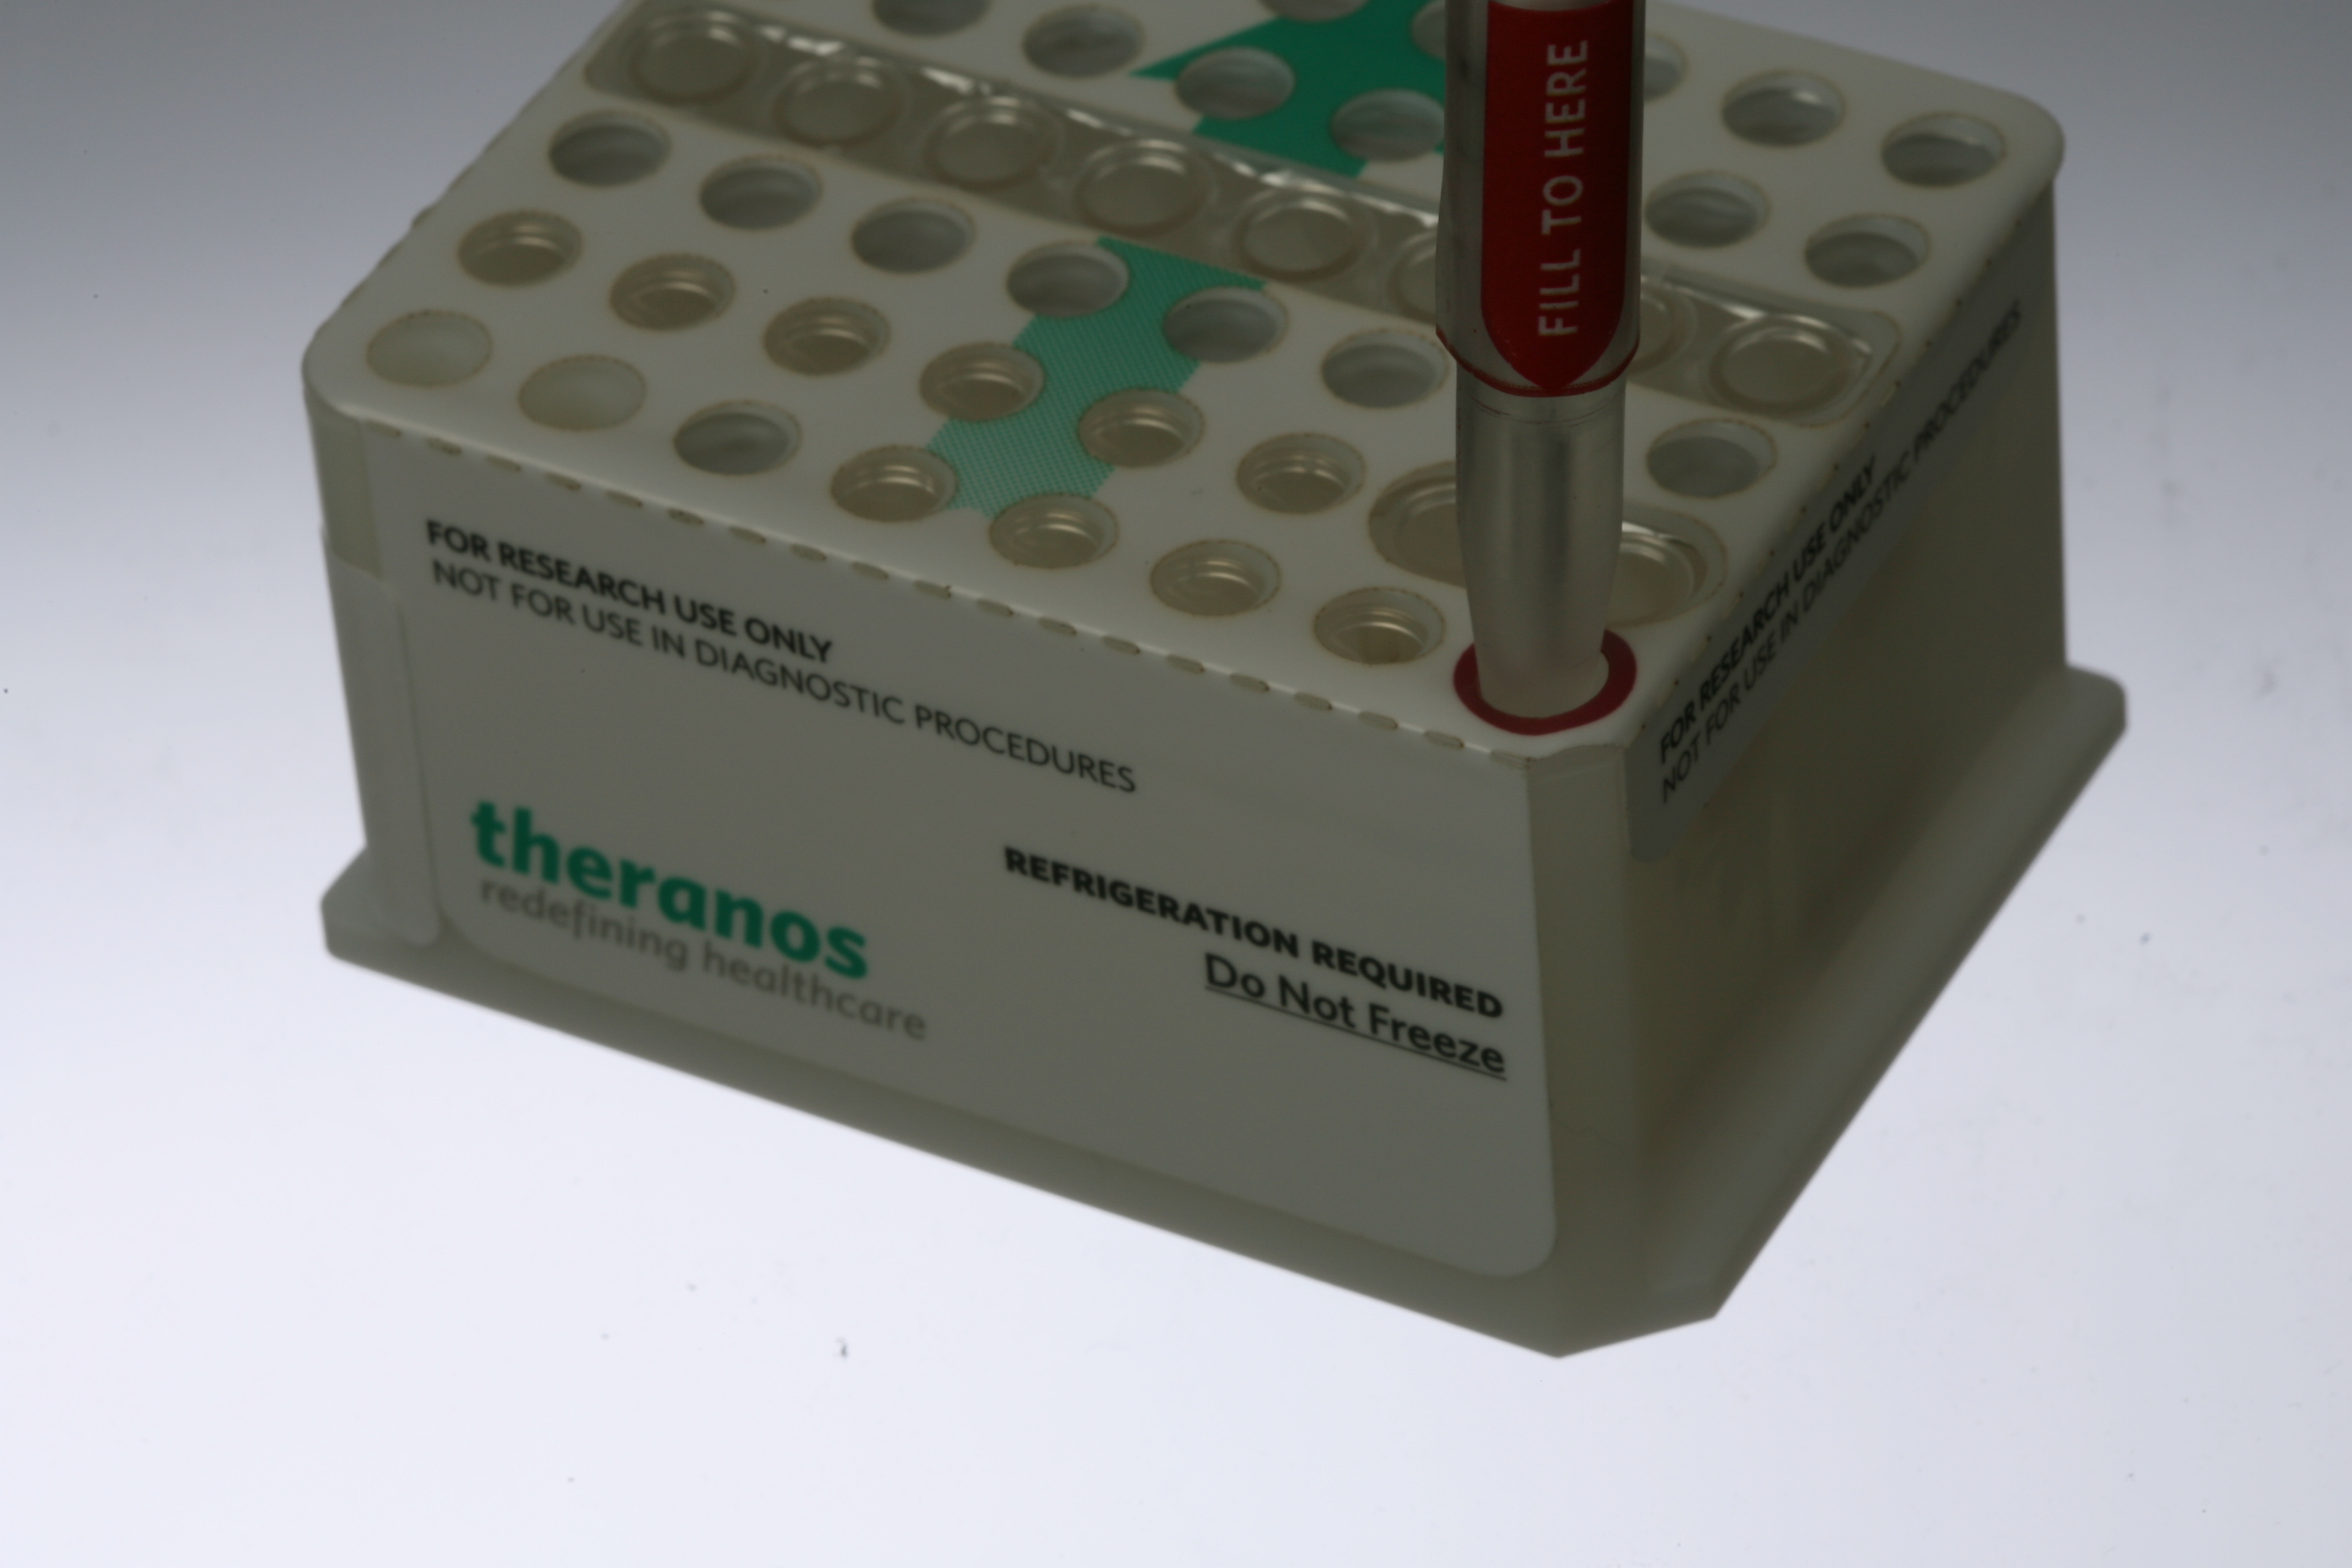 FILL TO HERE
FOR RESEARCH USE ONLY
NOT FOR USE IN DIAGNOSTIC PROCEDURES
theranos
redefining healthcare
REFRIGERATION REQUIRED
Do Not Freeze
FOR RESEARCH USE ONLY
NOT FOR USE IN DIAGNOSTIC PROCEDURES